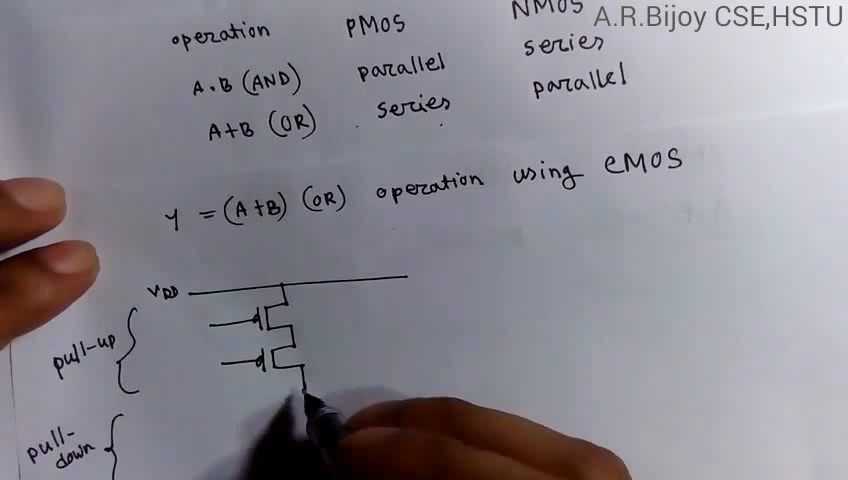 A.R.Bijoy CSE,HSTU
operation PMOS NMOS
A.B (AND) parallel series
A+B (OR) series parallel
Y = (A+B) (OR) operation using CMOS
VDD
pull-up
pull-
down